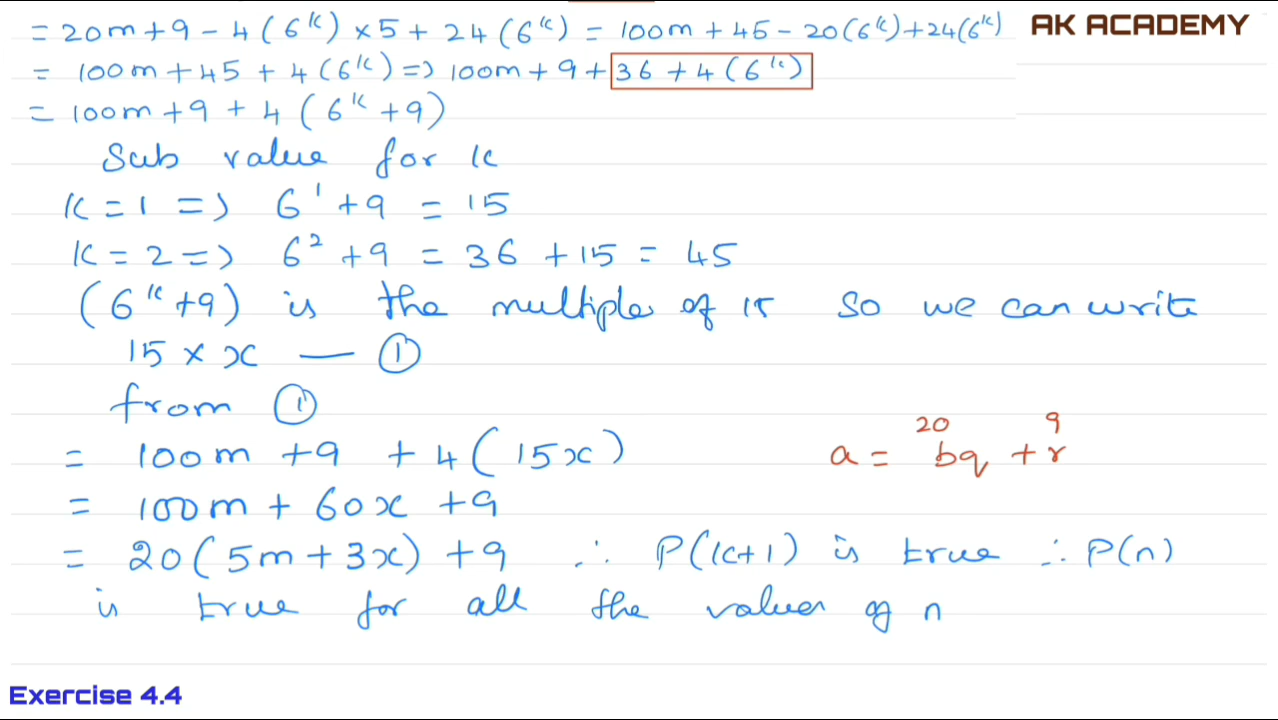 = 20m + 9 - 4(6^k) × 5 + 24(6^k) = 100m + 45 - 20(6^k) + 24(6^k) AK ACADEMY
= 100m + 45 + 4(6^k) => 100m + 9 + 36 + 4(6^k)
= 100m + 9 + 4(6^k + 9)
Sub value for k
k = 1 => 6^1 + 9 = 15
k = 2 => 6^2 + 9 = 36 + 15 = 45
(6^k + 9) is the multiple of 15 So we can write
15 × x — ①
from ①
= 100m + 9 + 4(15x)
20 9
a = bq + r
= 100m + 60x + 9
= 20(5m + 3x) + 9 ∴ P(k+1) is true ∴ P(n)
is true for all the values of n
Exercise 4.4